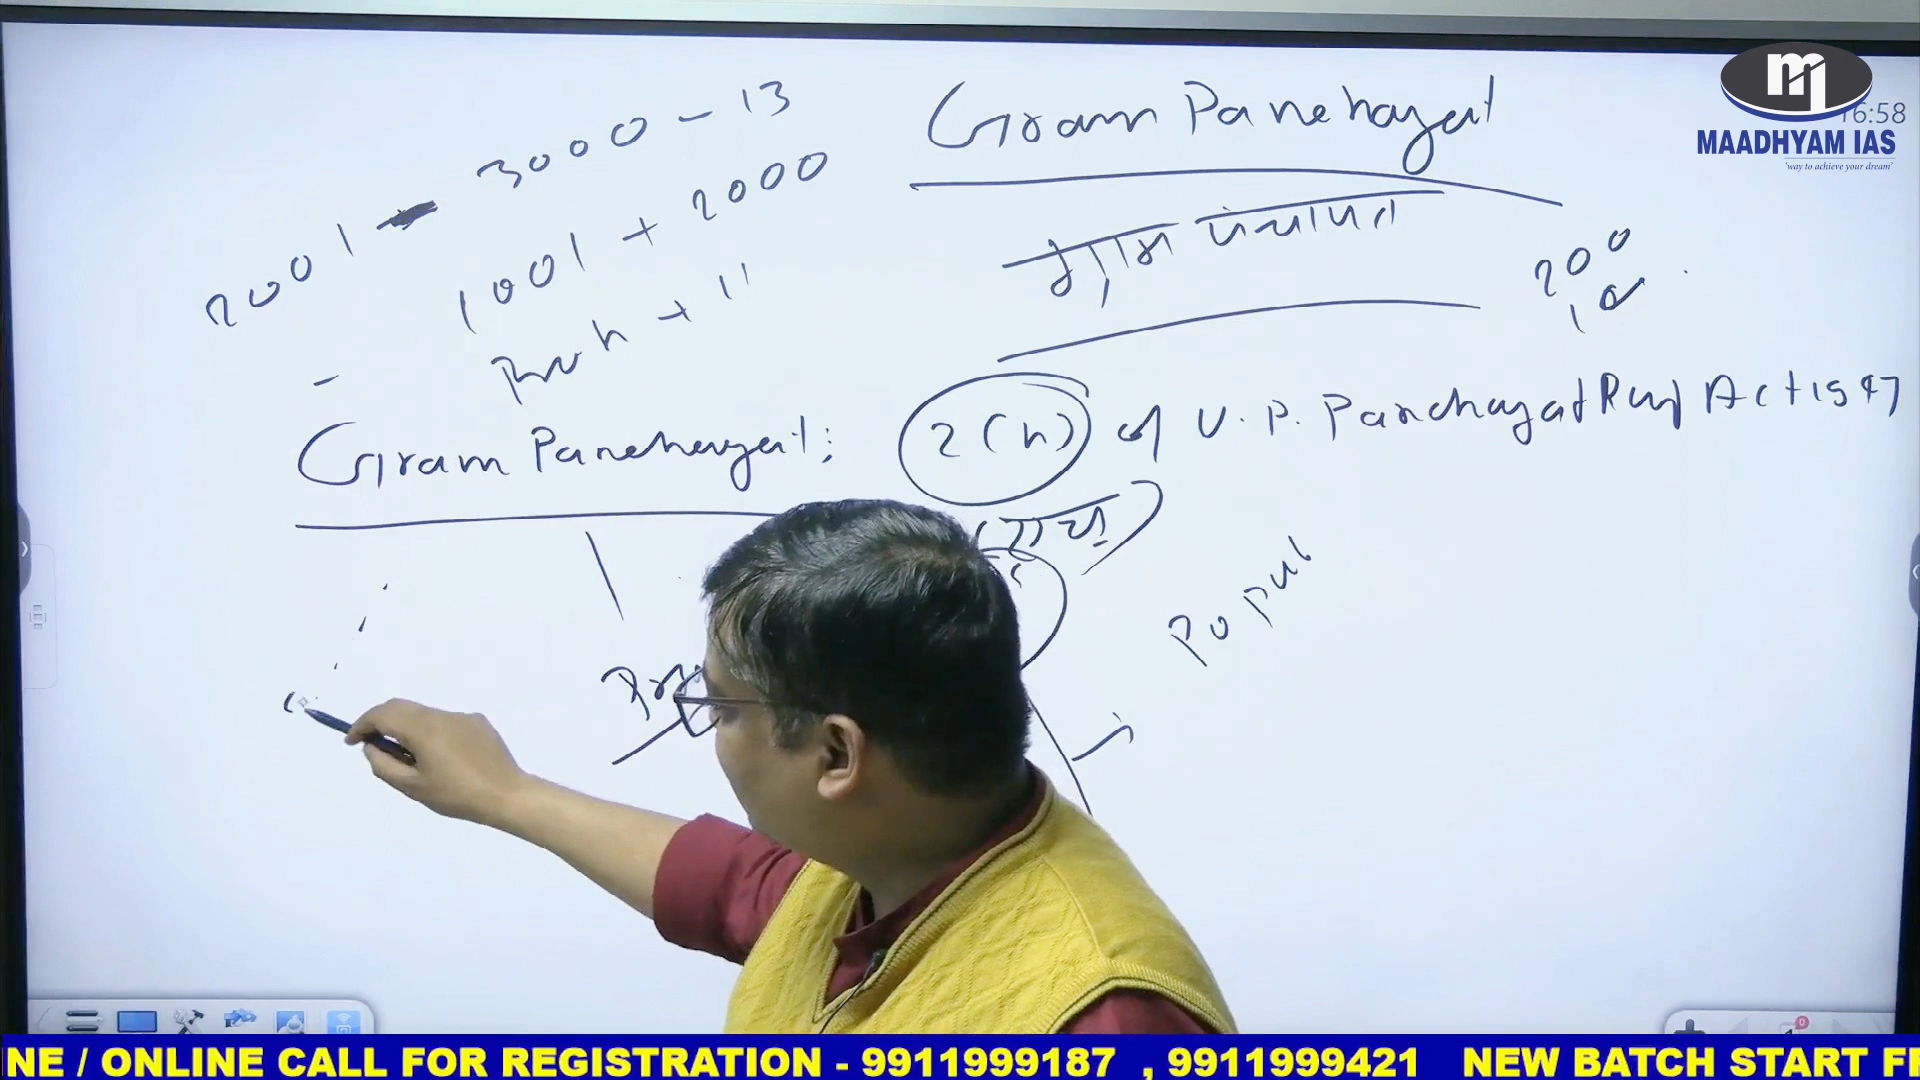 2001 - 3000 - 13
1001 + 2000
+ 11
Gram Panchayat
ग्राम पंचायत
200
10
Gram Panchayat: 2(h) of U.P. Panchayat Raj Act 1947
Popul
16:58
MAADHYAM IAS
'way to achieve your dream'
NE / ONLINE CALL FOR REGISTRATION - 9911999187 , 9911999421 NEW BATCH START FR